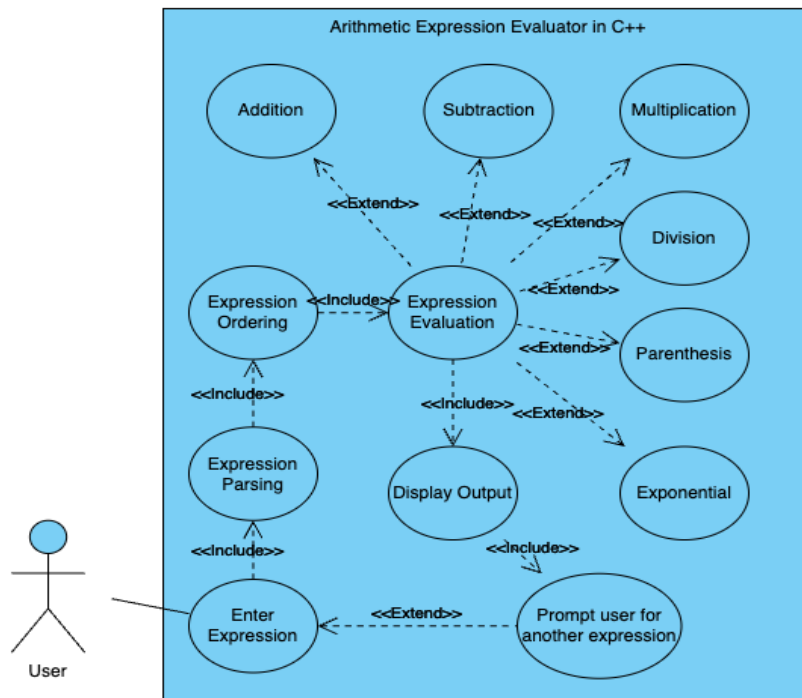 Arithmetic Expression Evaluator in C++
Addition
Subtraction
Multiplication
<<Extend>>
<<Extend>>
<<Extend>>
Division
<<Extend>>
Expression
Ordering
<<Include>>
Expression
Evaluation
<<Extend>>
Parenthesis
<<Include>>
<<Include>>
<<Extend>>
Expression
Parsing
Display Output
Exponential
<<Include>>
<<Include>>
Enter
Expression
<<Extend>>
Prompt user for
another expression
User